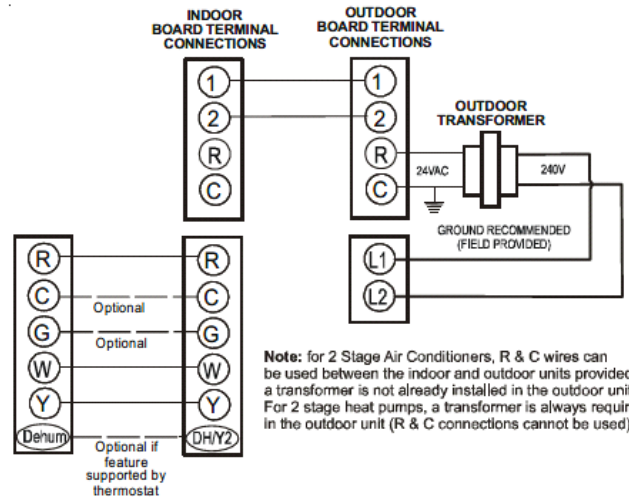 INDOOR
BOARD TERMINAL
CONNECTIONS
OUTDOOR
BOARD TERMINAL
CONNECTIONS
1
2
R
C
1
2
R
C
OUTDOOR
TRANSFORMER
24VAC
240V
GROUND RECOMMENDED
(FIELD PROVIDED)
L1
L2
R
C
G
W
Y
Dehum
Optional
Optional
Optional if
feature
supported by
thermostat
R
C
G
W
Y
DH/Y2
Note: for 2 Stage Air Conditioners, R & C wires can
be used between the indoor and outdoor units provided
a transformer is not already installed in the outdoor unit
For 2 stage heat pumps, a transformer is always requir
in the outdoor unit (R & C connections cannot be used)